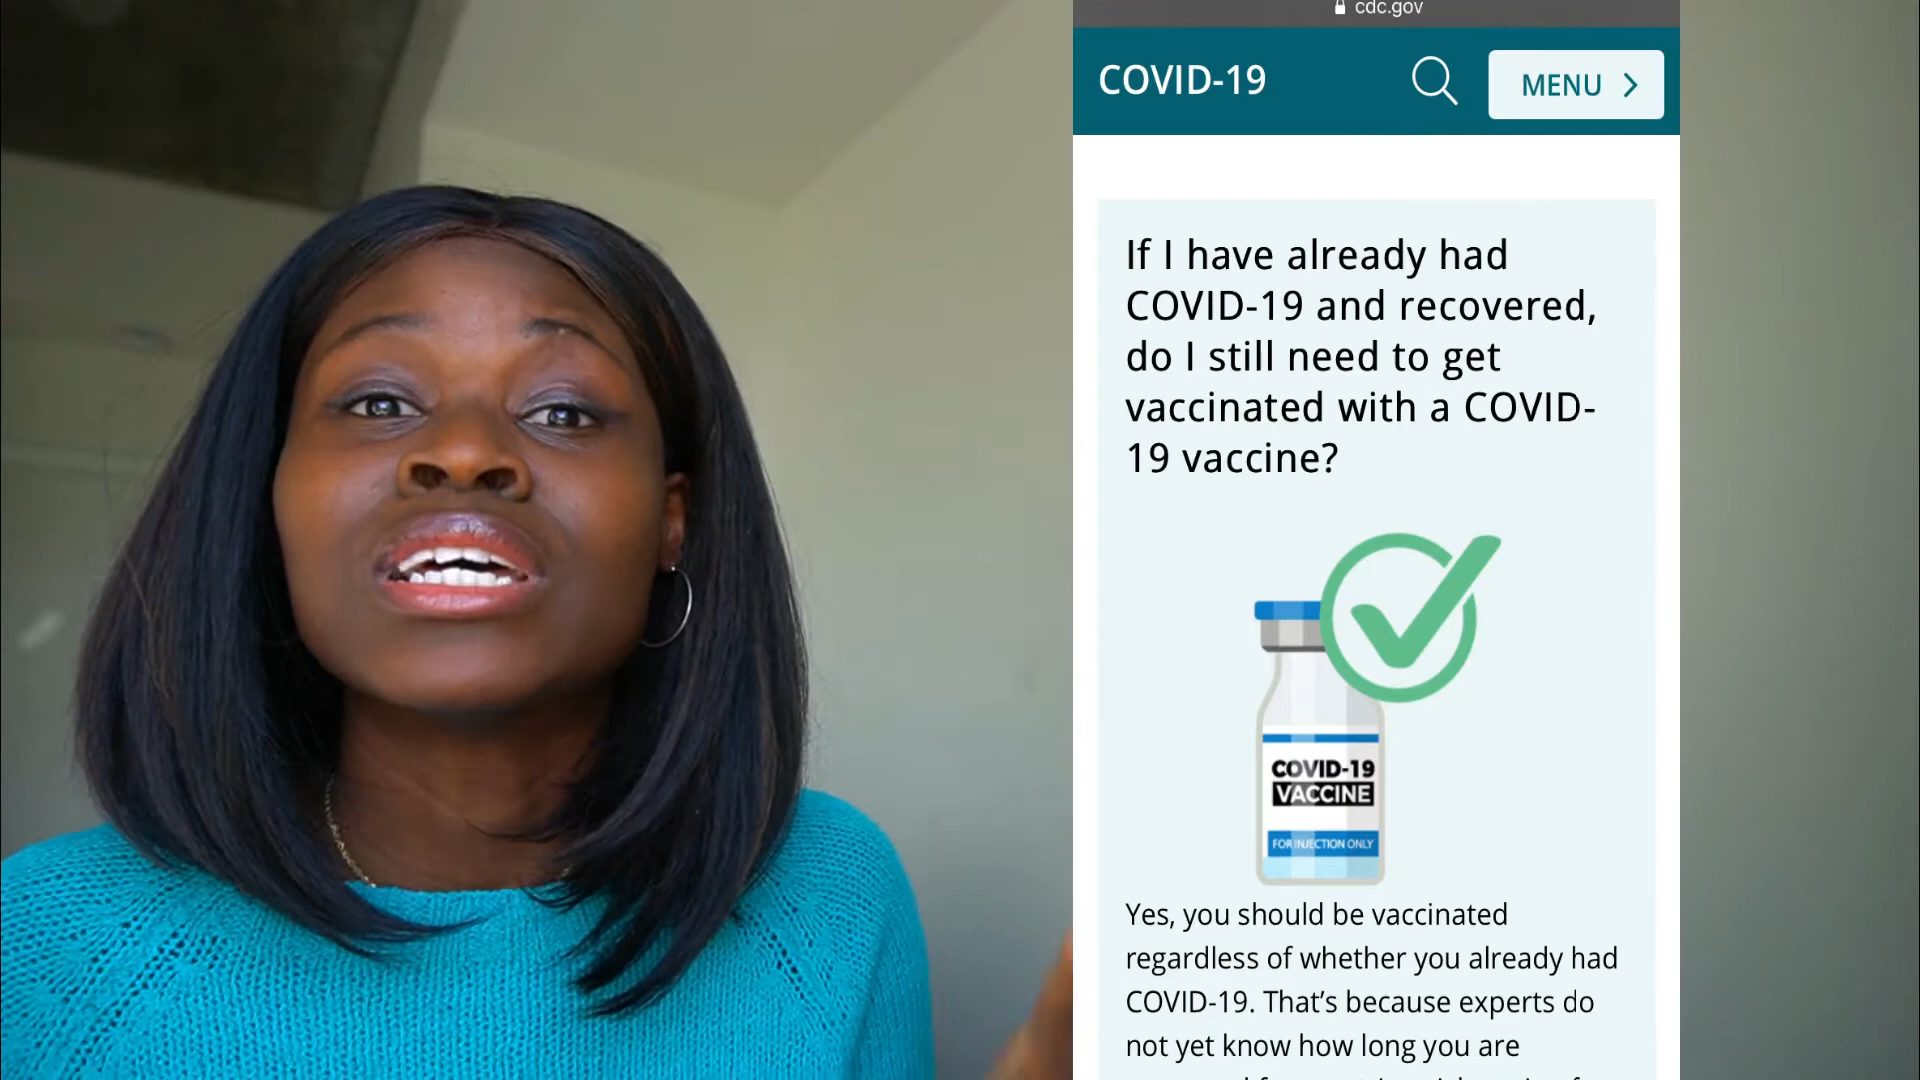 cdc.gov
COVID-19
MENU
If I have already had
COVID-19 and recovered,
do I still need to get
vaccinated with a COVID-
19 vaccine?
COVID-19
VACCINE
FOR INJECTION ONLY
Yes, you should be vaccinated
regardless of whether you already had
COVID-19. That’s because experts do
not yet know how long you are